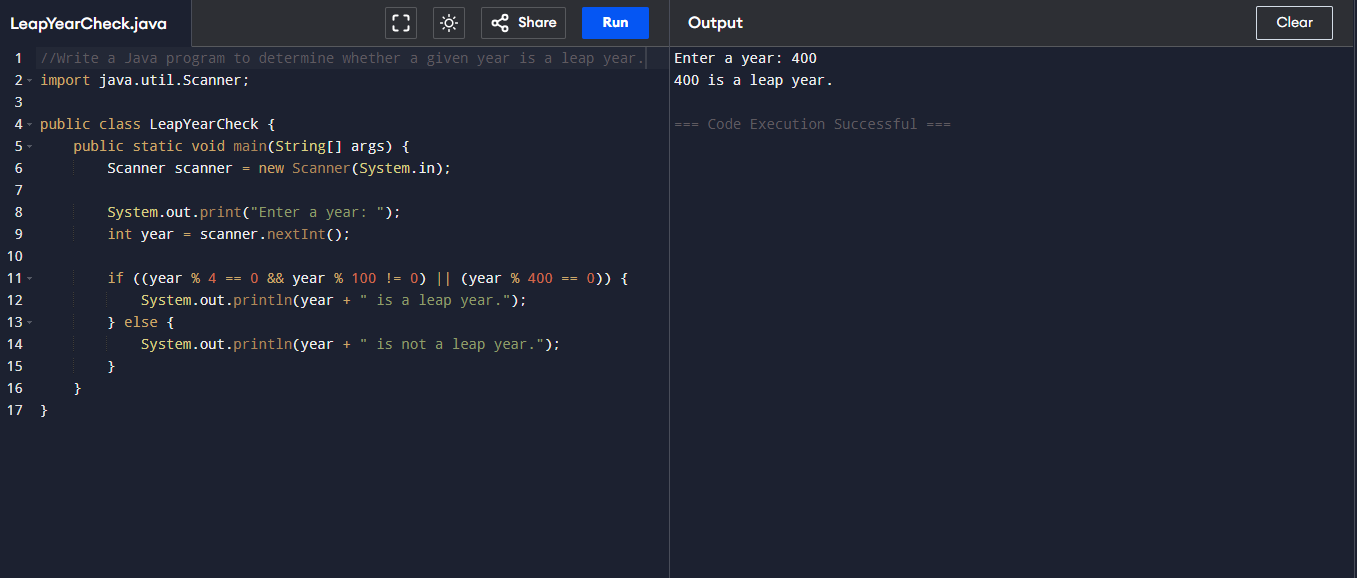 LeapYearCheck.java
Share
Run
Output
Clear
1 //Write a Java program to determine whether a given year is a leap year.
2 import java.util.Scanner;
3
4 public class LeapYearCheck {
5     public static void main(String[] args) {
6         Scanner scanner = new Scanner(System.in);
7
8         System.out.print("Enter a year: ");
9         int year = scanner.nextInt();
10
11         if ((year % 4 == 0 && year % 100 != 0) || (year % 400 == 0)) {
12             System.out.println(year + " is a leap year.");
13         } else {
14             System.out.println(year + " is not a leap year.");
15         }
16     }
17 }
Enter a year: 400
400 is a leap year.
=== Code Execution Successful ===